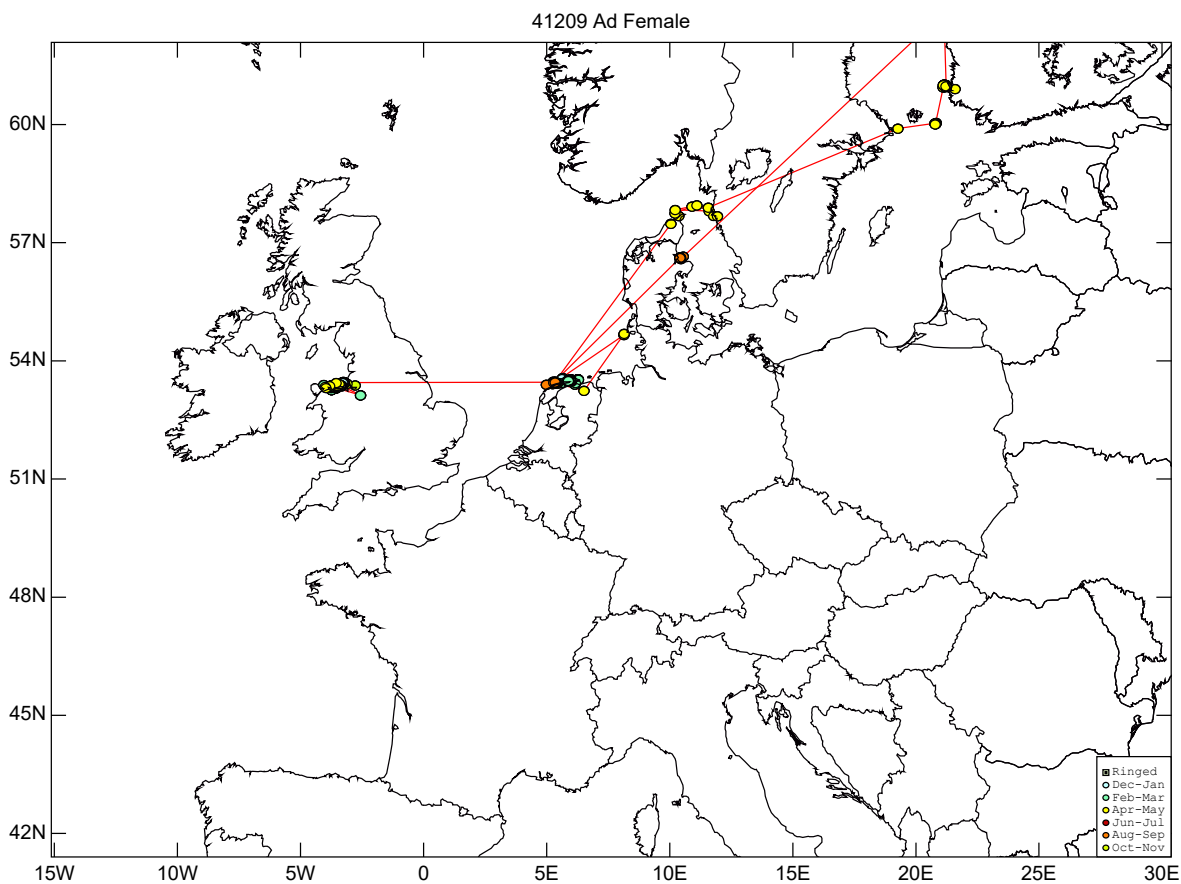 41209 Ad Female
60N
57N
54N
51N
48N
45N
42N
Ringed
Dec-Jan
Feb-Mar
Apr-May
Jun-Jul
Aug-Sep
Oct-Nov
15W 10W 5W 0 5E 10E 15E 20E 25E 30E